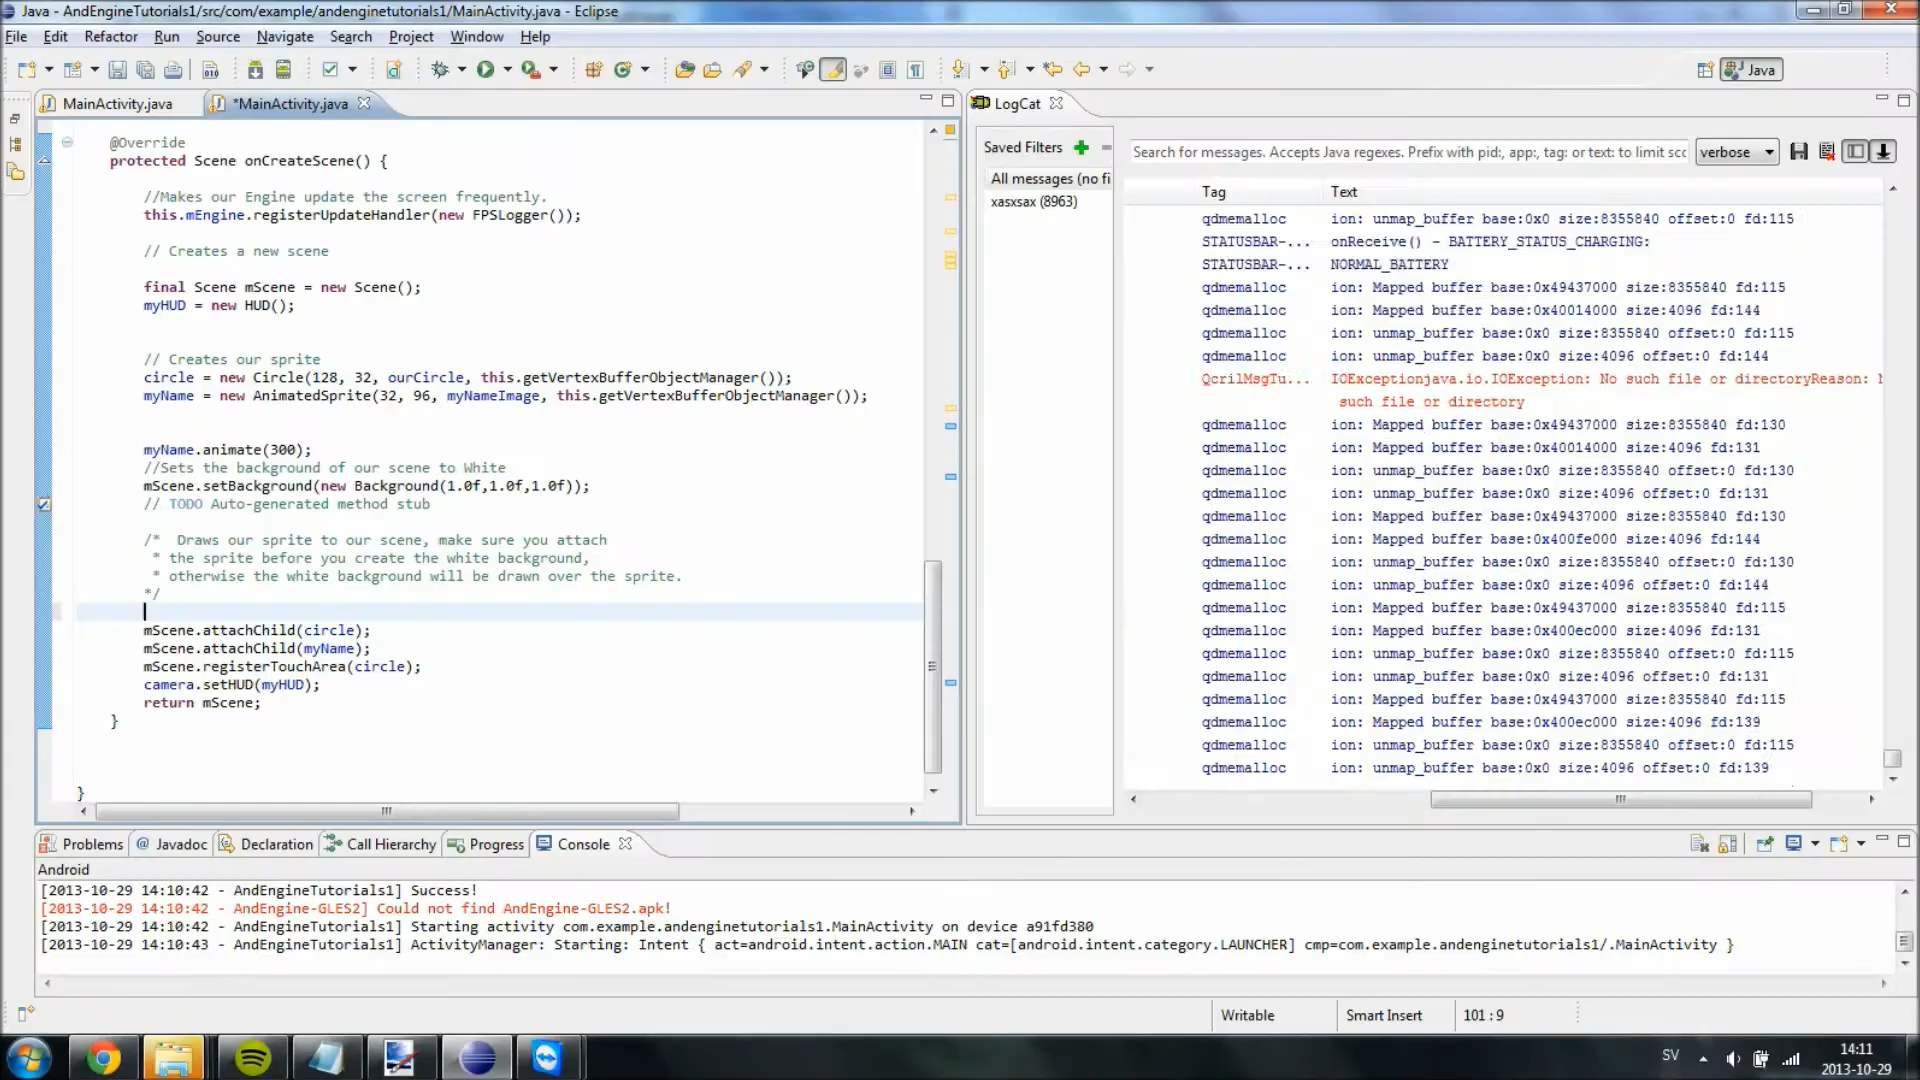 Java - AndEngineTutorials1/src/com/example/andenginetutorials1/MainActivity.java - Eclipse
File Edit Refactor Run Source Navigate Search Project Window Help
Java
MainActivity.java *MainActivity.java
@Override
protected Scene onCreateScene() {
//Makes our Engine update the screen frequently.
this.mEngine.registerUpdateHandler(new FPSLogger());
// Creates a new scene
final Scene mScene = new Scene();
myHUD = new HUD();
// Creates our sprite
circle = new Circle(128, 32, ourCircle, this.getVertexBufferObjectManager());
myName = new AnimatedSprite(32, 96, myNameImage, this.getVertexBufferObjectManager());
myName.animate(300);
//Sets the background of our scene to White
mScene.setBackground(new Background(1.0f,1.0f,1.0f));
// TODO Auto-generated method stub
/* Draws our sprite to our scene, make sure you attach
* the sprite before you create the white background,
* otherwise the white background will be drawn over the sprite.
*/
mScene.attachChild(circle);
mScene.attachChild(myName);
mScene.registerTouchArea(circle);
camera.setHUD(myHUD);
return mScene;
}
}
LogCat
Saved Filters
All messages (no fi
xasxsax (8963)
Search for messages. Accepts Java regexes. Prefix with pid:, app:, tag: or text: to limit scc
verbose
Tag Text
qdmemalloc ion: unmap_buffer base:0x0 size:8355840 offset:0 fd:115
STATUSBAR-... onReceive() - BATTERY_STATUS_CHARGING:
STATUSBAR-... NORMAL_BATTERY
qdmemalloc ion: Mapped buffer base:0x49437000 size:8355840 fd:115
qdmemalloc ion: Mapped buffer base:0x40014000 size:4096 fd:144
qdmemalloc ion: unmap_buffer base:0x0 size:8355840 offset:0 fd:115
qdmemalloc ion: unmap_buffer base:0x0 size:4096 offset:0 fd:144
QcrilMsgTu... IOExceptionjava.io.IOException: No such file or directoryReason:
such file or directory
qdmemalloc ion: Mapped buffer base:0x49437000 size:8355840 fd:130
qdmemalloc ion: Mapped buffer base:0x40014000 size:4096 fd:131
qdmemalloc ion: unmap_buffer base:0x0 size:8355840 offset:0 fd:130
qdmemalloc ion: unmap_buffer base:0x0 size:4096 offset:0 fd:131
qdmemalloc ion: Mapped buffer base:0x49437000 size:8355840 fd:130
qdmemalloc ion: Mapped buffer base:0x400fe000 size:4096 fd:144
qdmemalloc ion: unmap_buffer base:0x0 size:8355840 offset:0 fd:130
qdmemalloc ion: unmap_buffer base:0x0 size:4096 offset:0 fd:144
qdmemalloc ion: Mapped buffer base:0x49437000 size:8355840 fd:115
qdmemalloc ion: Mapped buffer base:0x400ec000 size:4096 fd:131
qdmemalloc ion: unmap_buffer base:0x0 size:8355840 offset:0 fd:115
qdmemalloc ion: unmap_buffer base:0x0 size:4096 offset:0 fd:131
qdmemalloc ion: Mapped buffer base:0x49437000 size:8355840 fd:115
qdmemalloc ion: Mapped buffer base:0x400ec000 size:4096 fd:139
qdmemalloc ion: unmap_buffer base:0x0 size:8355840 offset:0 fd:115
qdmemalloc ion: unmap_buffer base:0x0 size:4096 offset:0 fd:139
Problems @ Javadoc Declaration Call Hierarchy Progress Console
Android
[2013-10-29 14:10:42 - AndEngineTutorials1] Success!
[2013-10-29 14:10:42 - AndEngine-GLES2] Could not find AndEngine-GLES2.apk!
[2013-10-29 14:10:42 - AndEngineTutorials1] Starting activity com.example.andenginetutorials1.MainActivity on device a91fd380
[2013-10-29 14:10:43 - AndEngineTutorials1] ActivityManager: Starting: Intent { act=android.intent.action.MAIN cat=[android.intent.category.LAUNCHER] cmp=com.example.andenginetutorials1/.MainActivity }
Writable Smart Insert 101 : 9
SV 14:11
2013-10-29